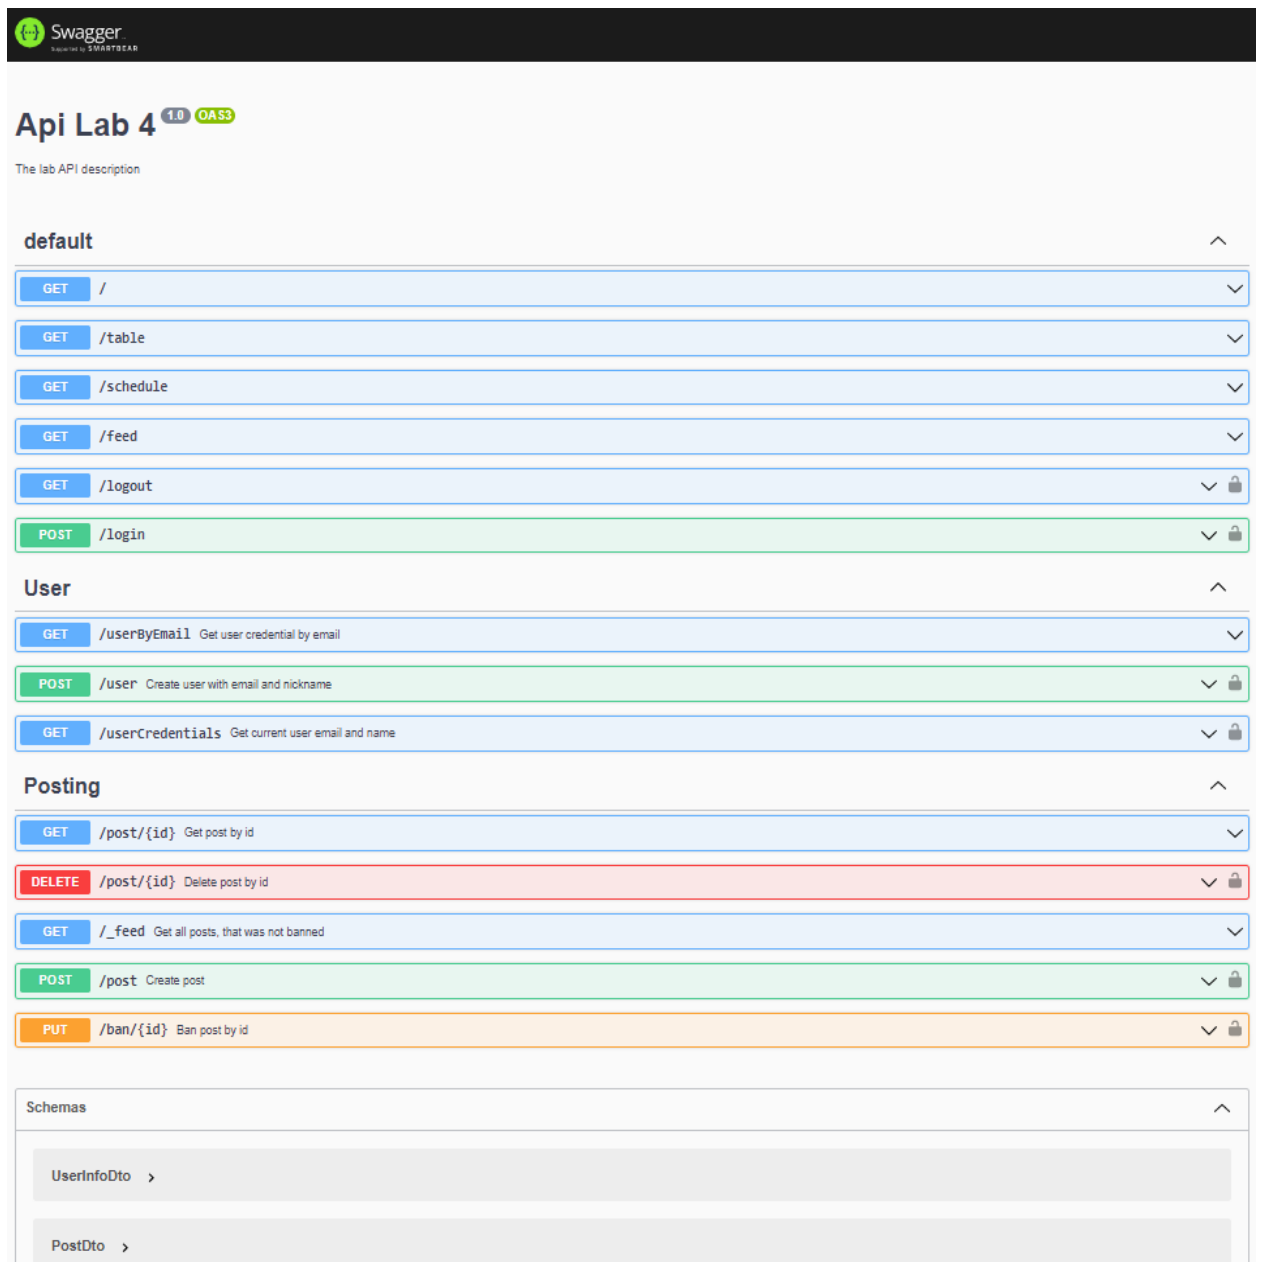 Swagger
Supported by SMARTBEAR
Api Lab 4 1.0 OAS3
The lab API description
default
GET /
GET /table
GET /schedule
GET /feed
GET /logout
POST /login
User
GET /userByEmail Get user credential by email
POST /user Create user with email and nickname
GET /userCredentials Get current user email and name
Posting
GET /post/{id} Get post by id
DELETE /post/{id} Delete post by id
GET /_feed Get all posts, that was not banned
POST /post Create post
PUT /ban/{id} Ban post by id
Schemas
UserInfoDto
PostDto